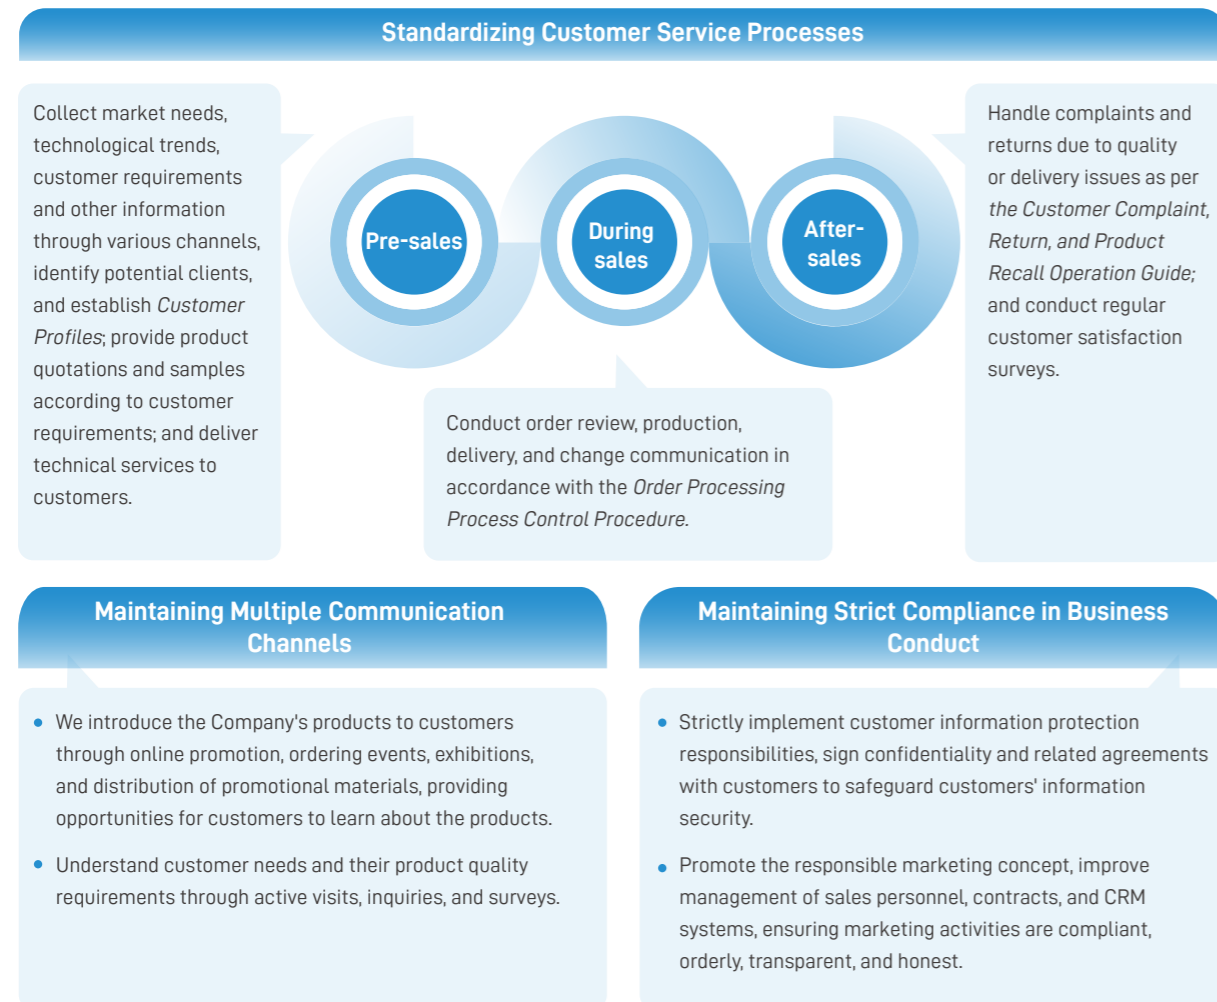 Standardizing Customer Service Processes
Collect market needs,
technological trends,
customer requirements
and other information
through various channels,
identify potential clients,
and establish Customer
Profiles; provide product
quotations and samples
according to customer
requirements; and deliver
technical services to
customers.
Pre-sales
During
sales
After-
sales
Conduct order review, production,
delivery, and change communication in
accordance with the Order Processing
Process Control Procedure.
Handle complaints and
returns due to quality
or delivery issues as per
the Customer Complaint,
Return, and Product
Recall Operation Guide;
and conduct regular
customer satisfaction
surveys.
Maintaining Multiple Communication
Channels
• We introduce the Company's products to customers
through online promotion, ordering events, exhibitions,
and distribution of promotional materials, providing
opportunities for customers to learn about the products.
• Understand customer needs and their product quality
requirements through active visits, inquiries, and surveys.
Maintaining Strict Compliance in Business
Conduct
• Strictly implement customer information protection
responsibilities, sign confidentiality and related agreements
with customers to safeguard customers' information
security.
• Promote the responsible marketing concept, improve
management of sales personnel, contracts, and CRM
systems, ensuring marketing activities are compliant,
orderly, transparent, and honest.